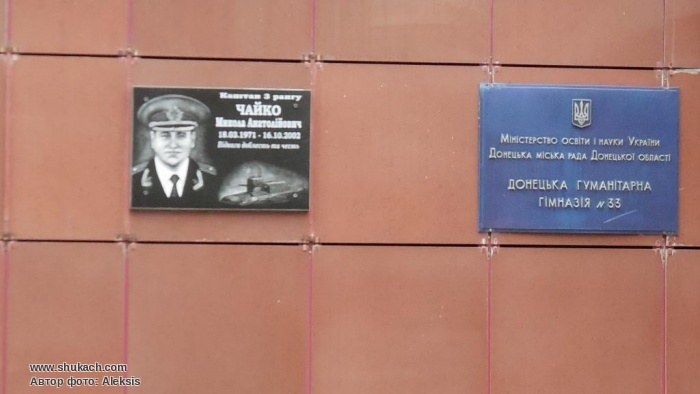 Капітан 3 рангу
ЧАЙКО
Микола Анатолійович
18.03.1971 - 16.10.2002
Віддаємо доблесть та честь
Міністерство освіти і науки України
Донецька міська рада Донецької області
ДОНЕЦЬКА ГУМАНІТАРНА
ГІМНАЗІЯ № 33
www.shukach.com
Автор фото: Aleksis